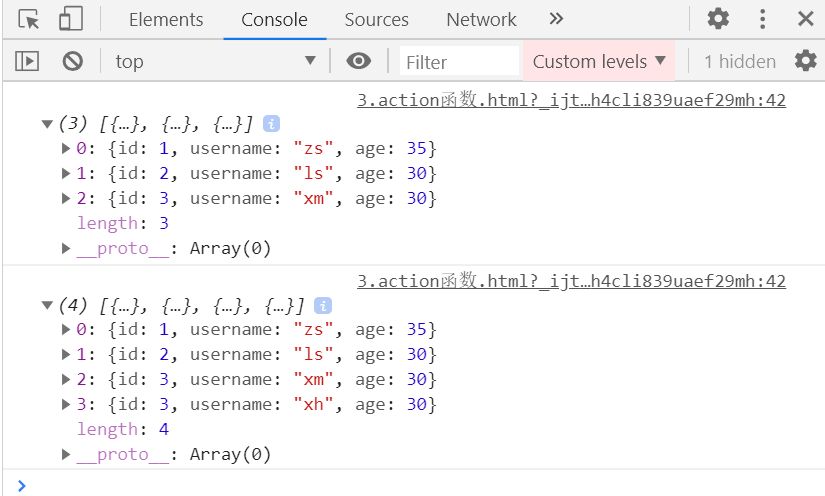 Elements Console Sources Network »
top Filter Custom levels 1 hidden
3.action函数.html?_ijt…h4cli839uaef29mh:42
(3) [{…}, {…}, {…}] i
0: {id: 1, username: "zs", age: 35}
1: {id: 2, username: "ls", age: 30}
2: {id: 3, username: "xm", age: 30}
length: 3
__proto__: Array(0)
3.action函数.html?_ijt…h4cli839uaef29mh:42
(4) [{…}, {…}, {…}, {…}] i
0: {id: 1, username: "zs", age: 35}
1: {id: 2, username: "ls", age: 30}
2: {id: 3, username: "xm", age: 30}
3: {id: 3, username: "xh", age: 30}
length: 4
__proto__: Array(0)